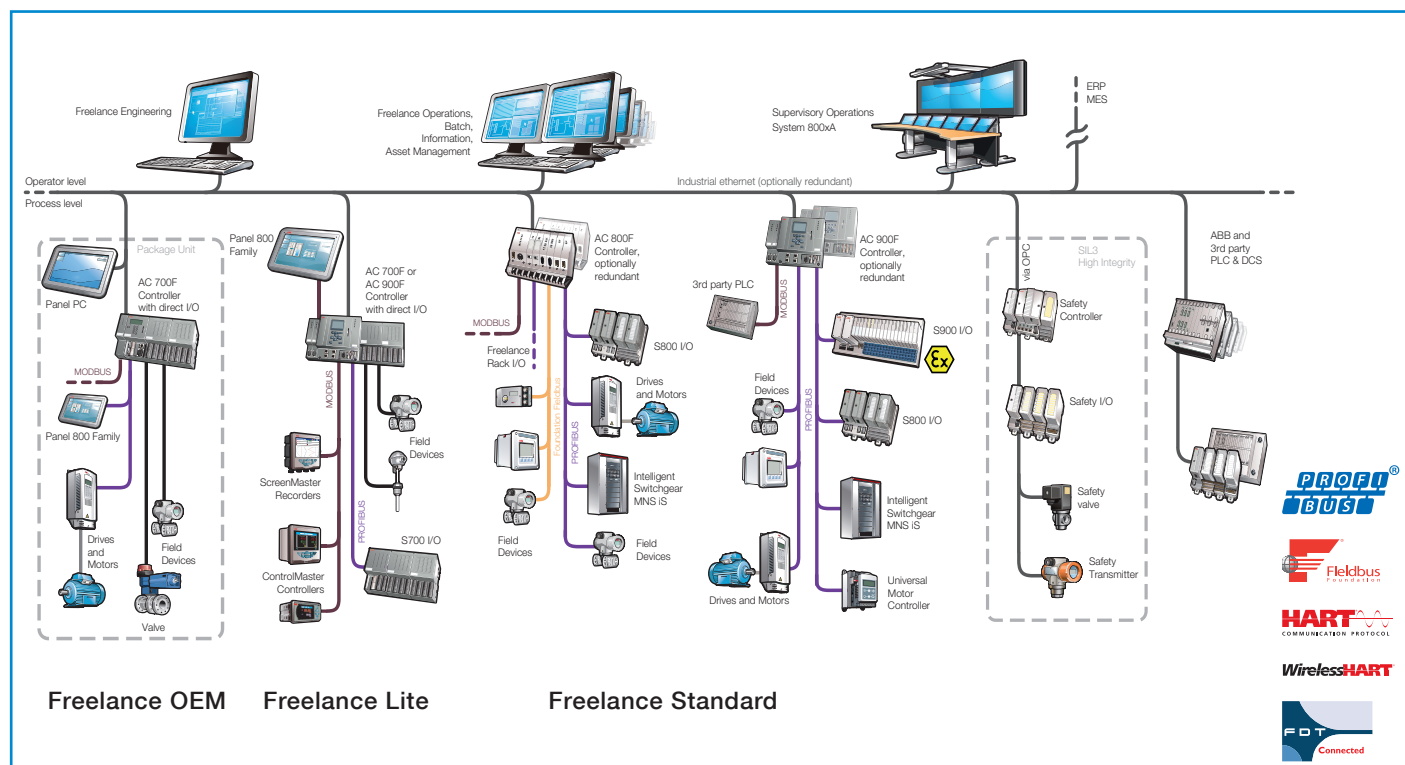 Freelance Engineering
Freelance Operations,
Batch,
Information,
Asset Management
Supervisory Operations
System 800xA
ERP
MES
Operator level
Industrial ethernet (optionally redundant)
Process level
Package Unit
Panel PC
AC 700F
Controller
with direct I/O
MODBUS
Panel 800 Family
Drives
and
Motors
Field
Devices
Valve
Panel 800
Family
AC 700F or
AC 900F
Controller
with direct I/O
MODBUS
Field
Devices
ScreenMaster
Recorders
PROFIBUS
S700 I/O
ControlMaster
Controllers
AC 800F
Controller,
optionally
redundant
MODBUS
Freelance
Rack I/O
S800 I/O
Foundation Fieldbus
Drives
and Motors
PROFIBUS
Intelligent
Switchgear
MNS iS
Field
Devices
Field
Devices
AC 900F
Controller,
optionally
redundant
3rd party PLC
MODBUS
S900 I/O
Ex
Field
Devices
PROFIBUS
S800 I/O
Intelligent
Switchgear
MNS iS
Drives and Motors
Universal
Motor
Controller
via OPC
SIL3
High Integrity
Safety
Controller
Safety I/O
Safety
valve
Safety
Transmitter
ABB and
3rd party
PLC & DCS
PROFI
BUS®
Fieldbus
Foundation
HART
COMMUNICATION PROTOCOL
WirelessHART
FDT
Connected
Freelance OEM
Freelance Lite
Freelance Standard